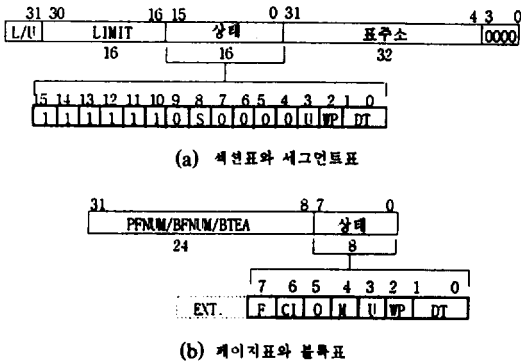 31 30 16 15 0 31 4 3 0
L/U LIMIT 상태 표주소 0000
16 16 32
15 14 13 12 11 10 9 8 7 6 5 4 3 2 1 0
1 1 1 1 1 1 0 S 0 0 0 0 U WP DT
(a) 섹션표와 세그먼트표
31 8 7 0
PFNUM/BFNUM/BTEA 상태
24 8
7 6 5 4 3 2 1 0
EXT. F CI O M U WP DT
(b) 페이지표와 블록표